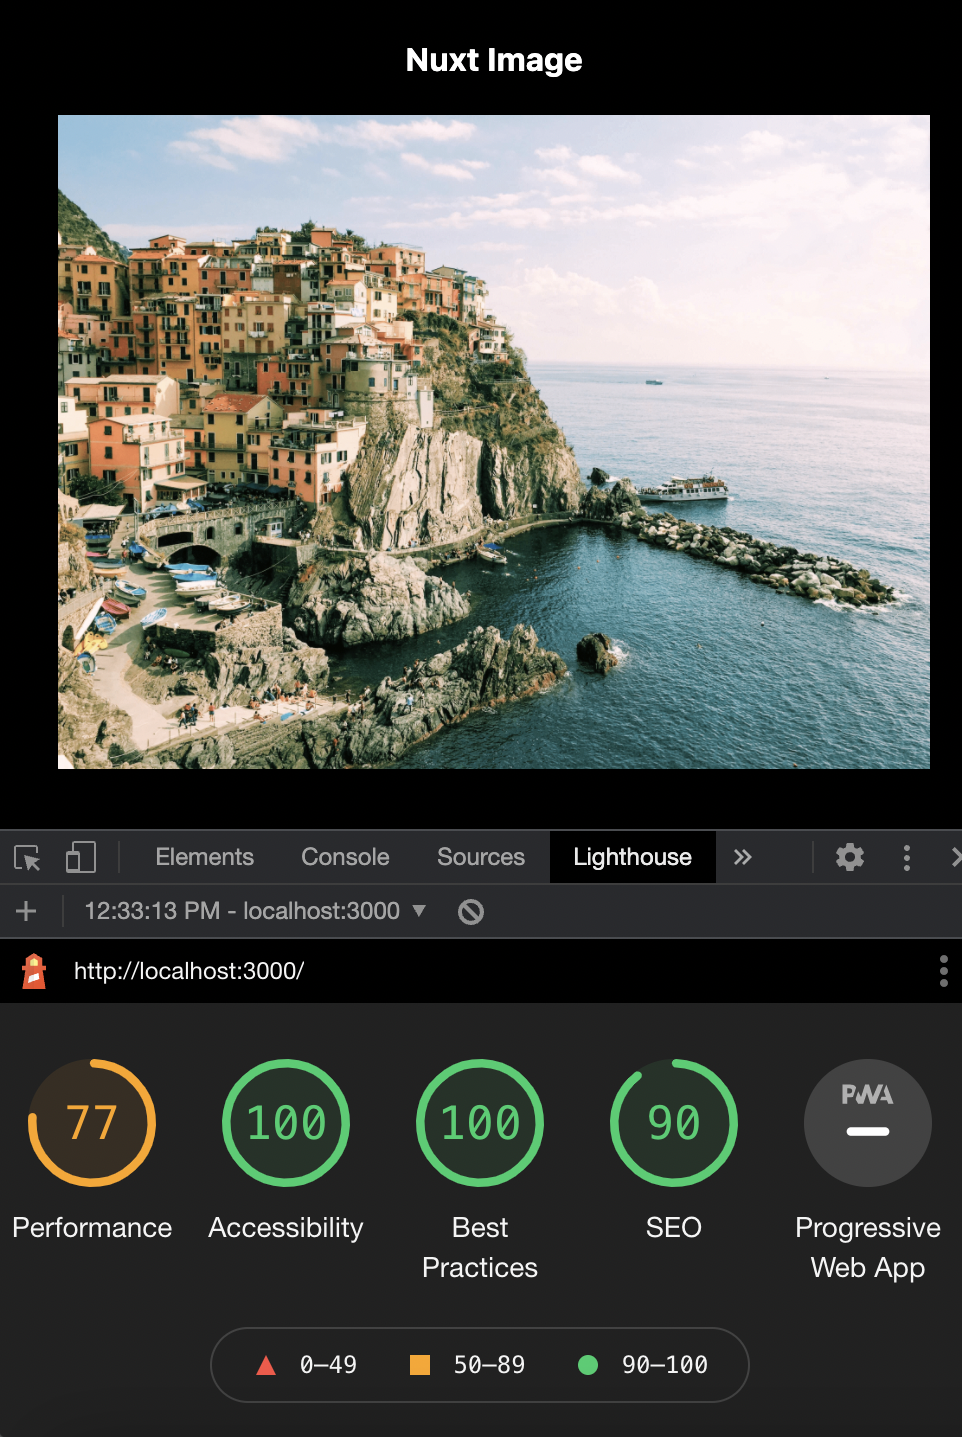 Nuxt Image
Elements Console Sources Lighthouse
12:33:13 PM - localhost:3000
http://localhost:3000/
77 100 100 90 PWA
Performance Accessibility Best Practices SEO Progressive Web App
0–49 50–89 90–100